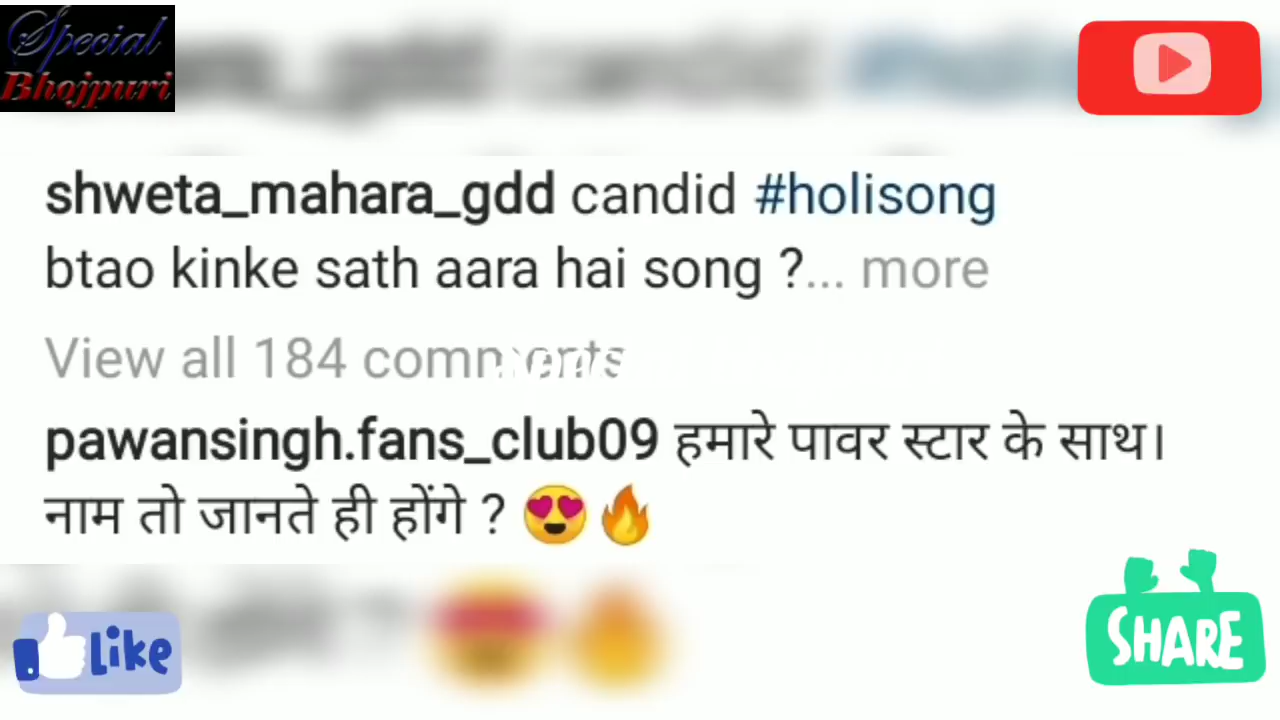 Special
Bhojpuri
shweta_mahara_gdd candid #holisong
btao kinke sath aara hai song ?... more
View all 184 comments
pawansingh.fans_club09 हमारे पावर स्टार के साथ।
नाम तो जानते ही होंगे ? 😍🔥
Like
SHARE